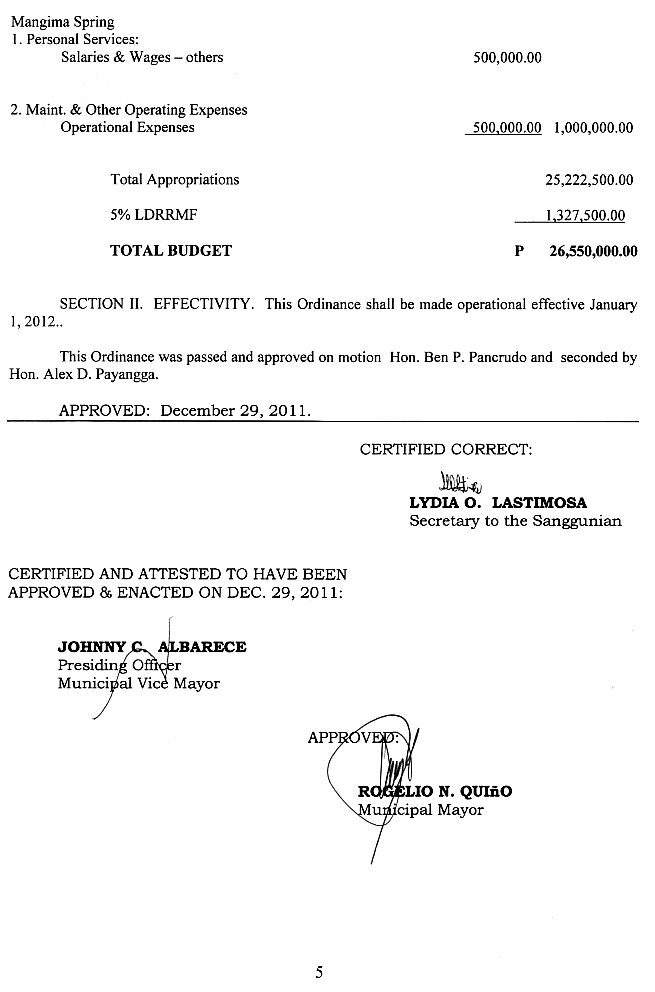 Mangima Spring
1. Personal Services:
Salaries & Wages – others 500,000.00
2. Maint. & Other Operating Expenses
Operational Expenses 500,000.00 1,000,000.00
Total Appropriations 25,222,500.00
5% LDRRMF 1,327,500.00
TOTAL BUDGET P 26,550,000.00
SECTION II. EFFECTIVITY. This Ordinance shall be made operational effective January
1, 2012..
This Ordinance was passed and approved on motion Hon. Ben P. Pancrudo and seconded by
Hon. Alex D. Payangga.
APPROVED: December 29, 2011.
CERTIFIED CORRECT:
LYDIA O. LASTIMOSA
Secretary to the Sanggunian
CERTIFIED AND ATTESTED TO HAVE BEEN
APPROVED & ENACTED ON DEC. 29, 2011:
JOHNNY C. ALBARECE
Presiding Officer
Municipal Vice Mayor
APPROVED:
ROGELIO N. QUIñO
Municipal Mayor
5